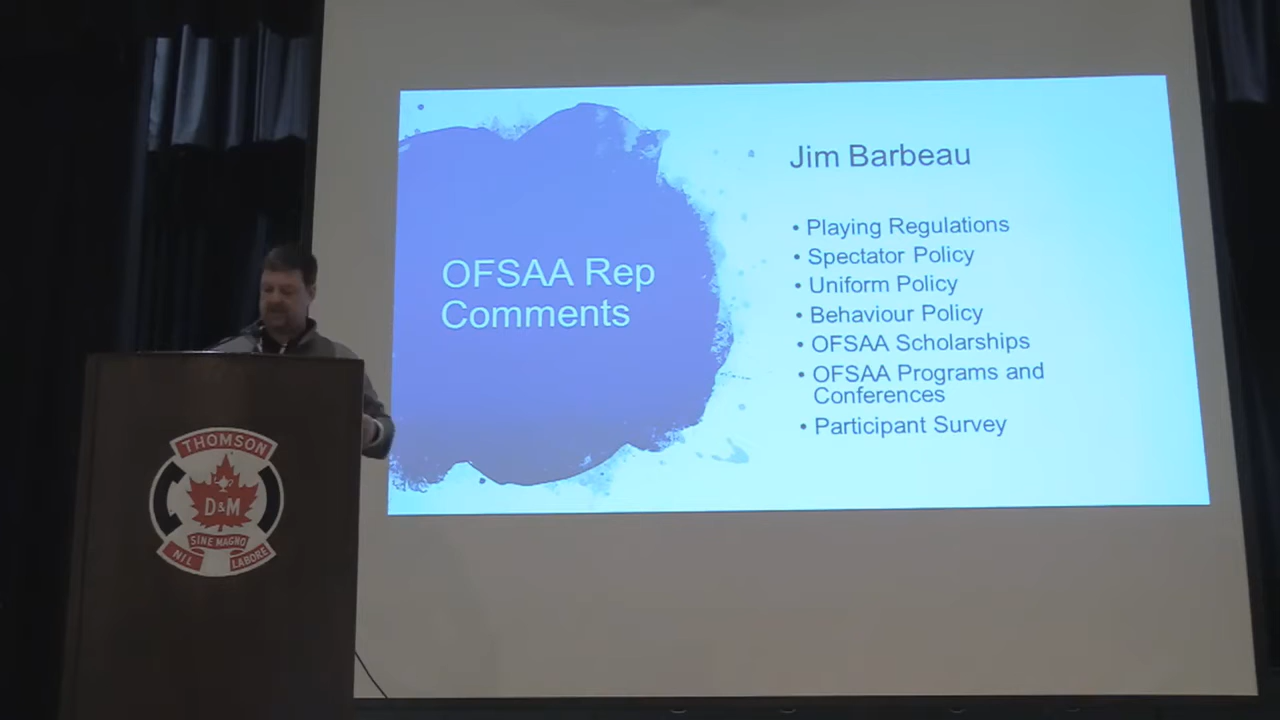 OFSAA Rep
Comments
Jim Barbeau
• Playing Regulations
• Spectator Policy
• Uniform Policy
• Behaviour Policy
• OFSAA Scholarships
• OFSAA Programs and
Conferences
• Participant Survey
THOMSON
D&M
SINE MAGNO
NIL LABORE